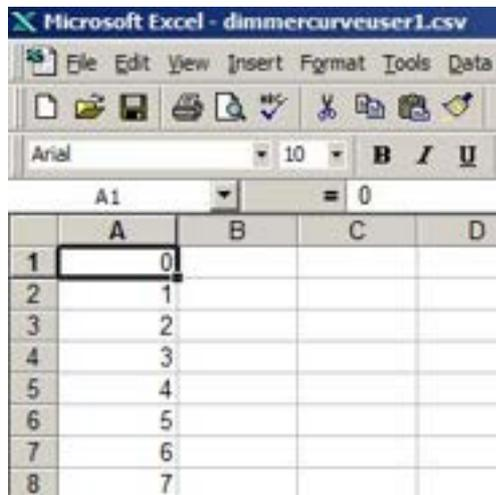 Microsoft Excel - dimmercurveuser1.csv
File Edit View Insert Format Tools Data
Arial 10 B I U
A1 = 0
A B C D
1 0
2 1
3 2
4 3
5 4
6 5
7 6
8 7